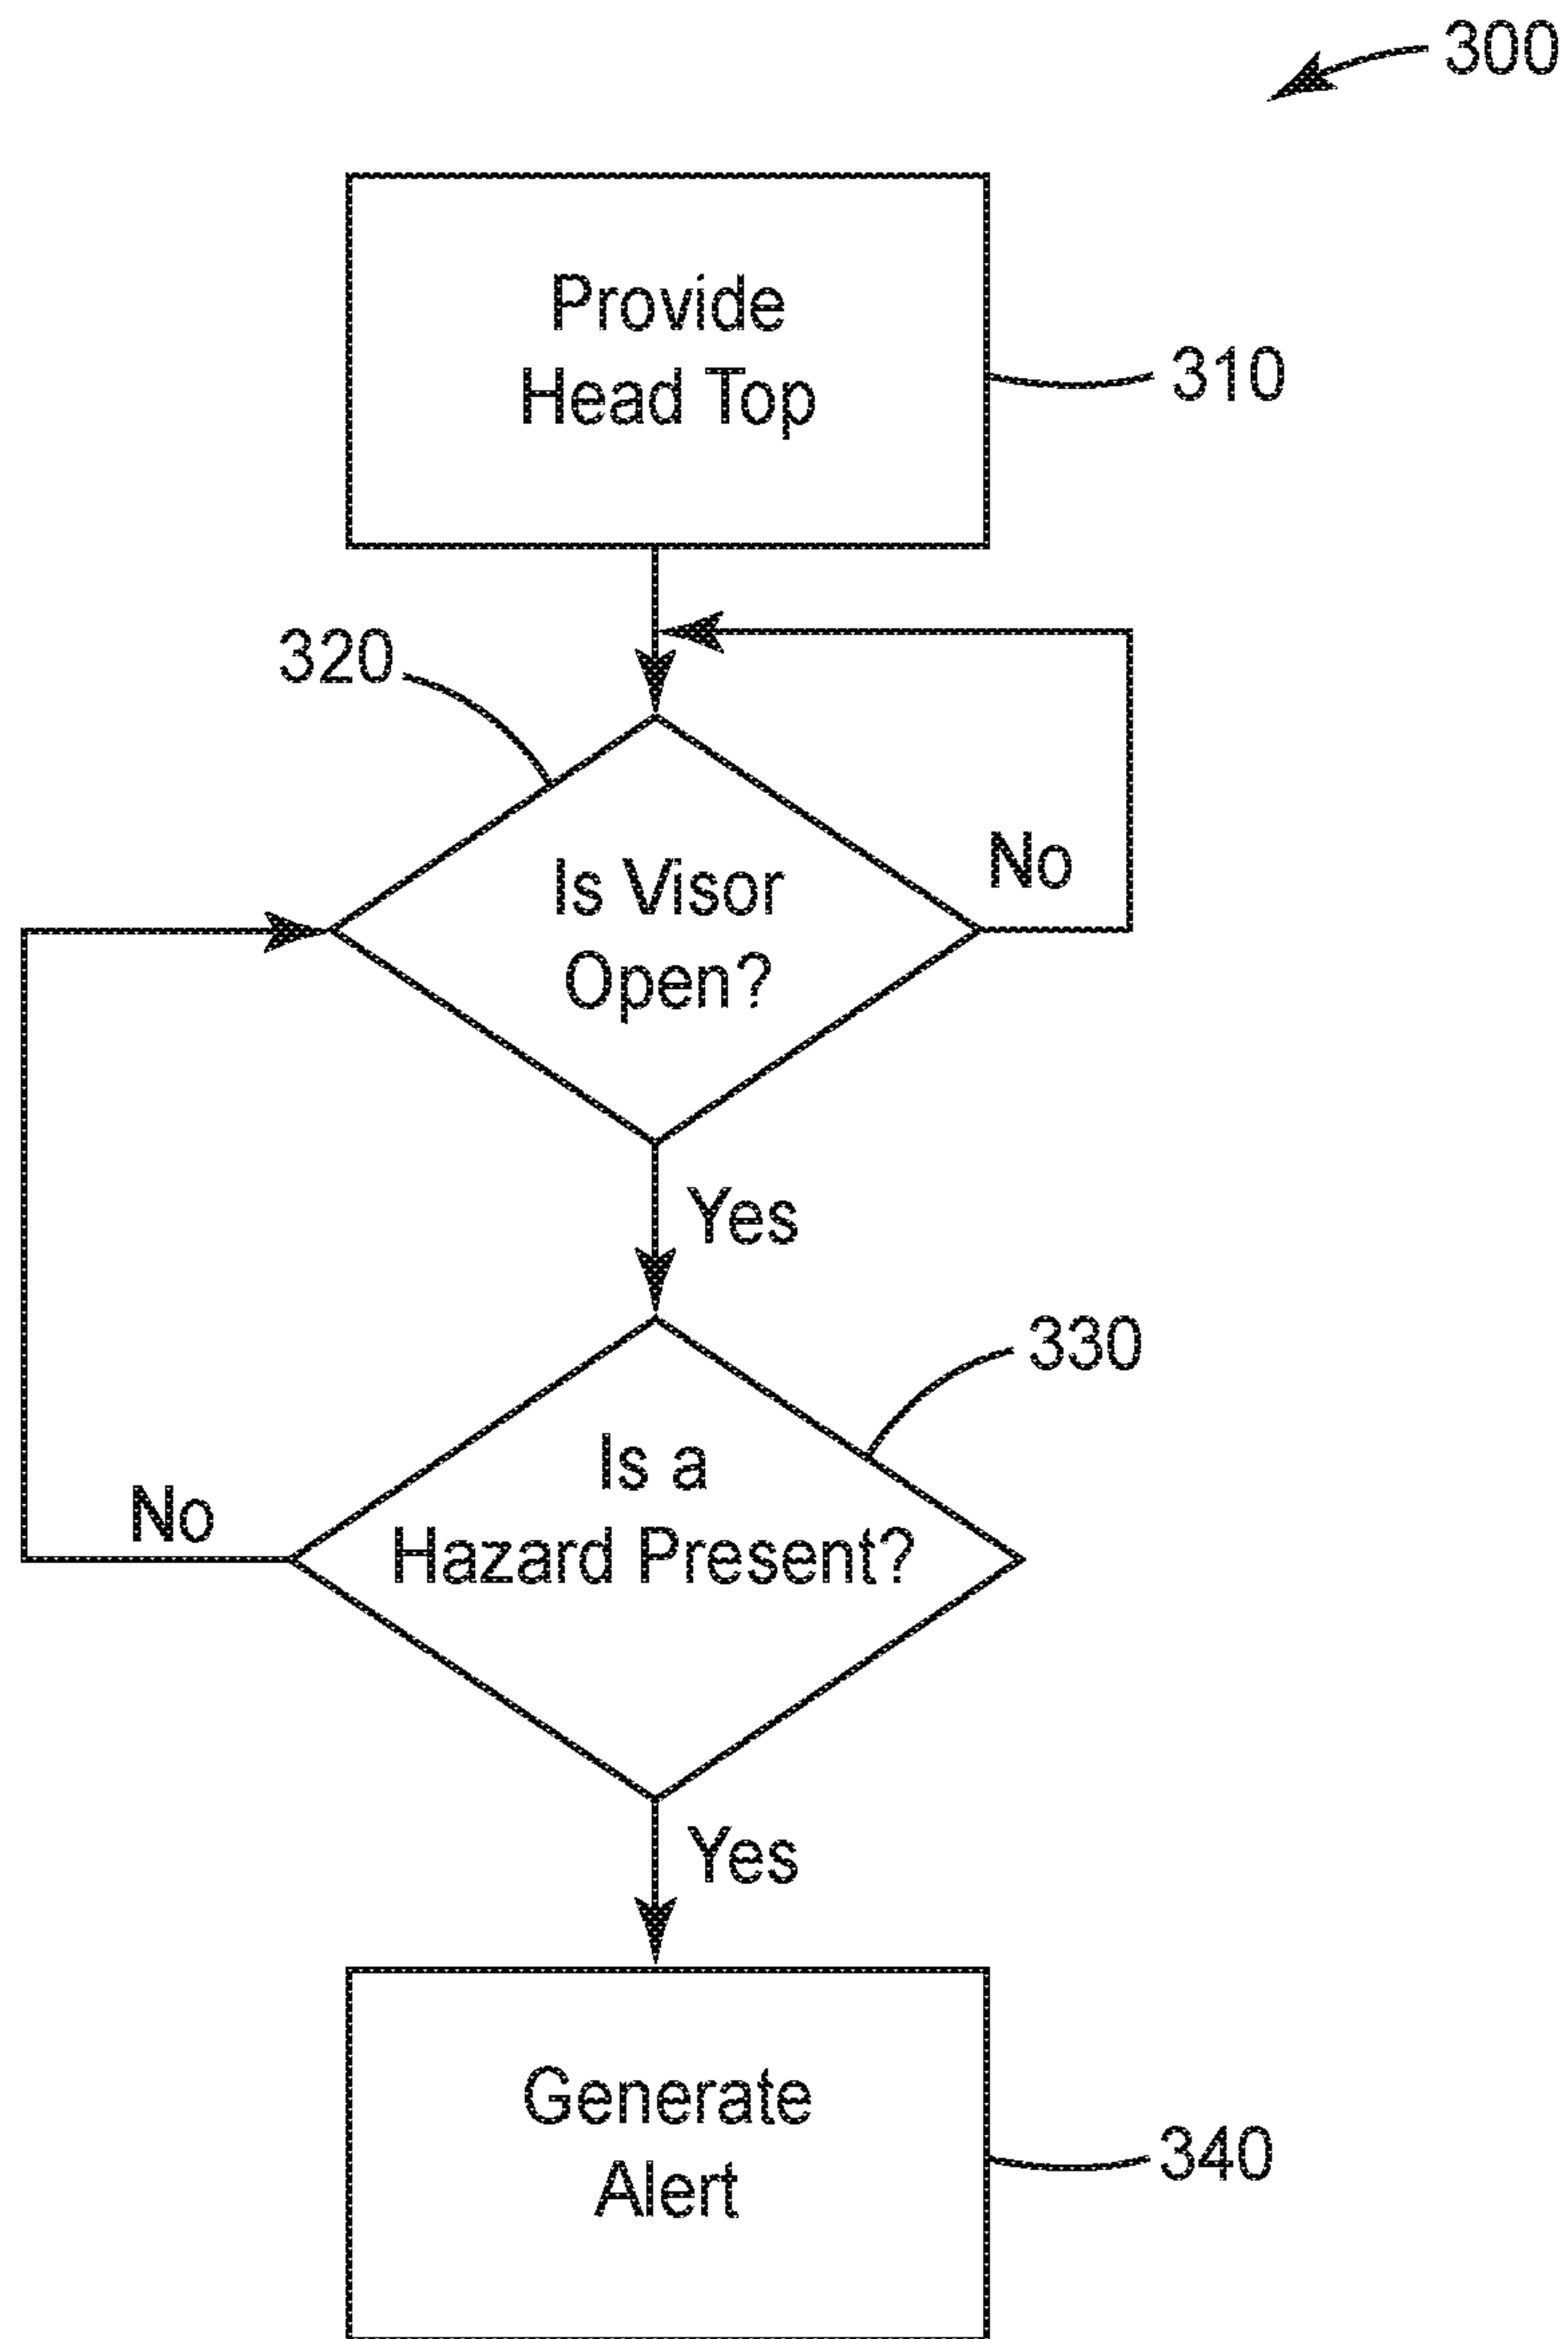 300
Provide
Head Top
310
320
Is Visor
Open?
No
Yes
330
Is a
Hazard Present?
No
Yes
Generate
Alert
340